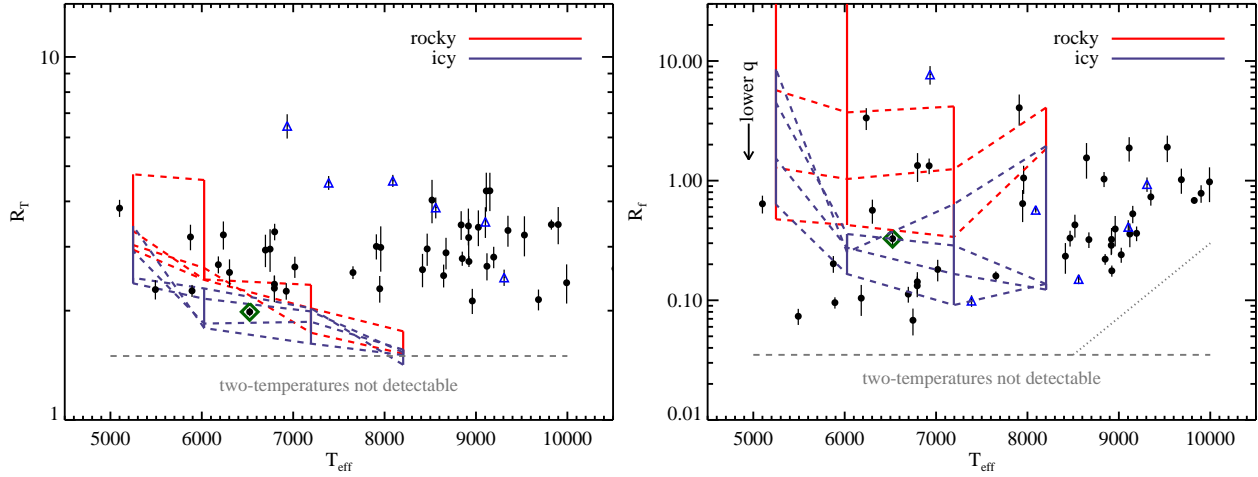 10
rocky
icy
R_T
two-temperatures not detectable
1
5000 6000 7000 8000 9000 10000
T_eff
10.00
rocky
icy
lower q
1.00
R_f
0.10
two-temperatures not detectable
0.01
5000 6000 7000 8000 9000 10000
T_eff